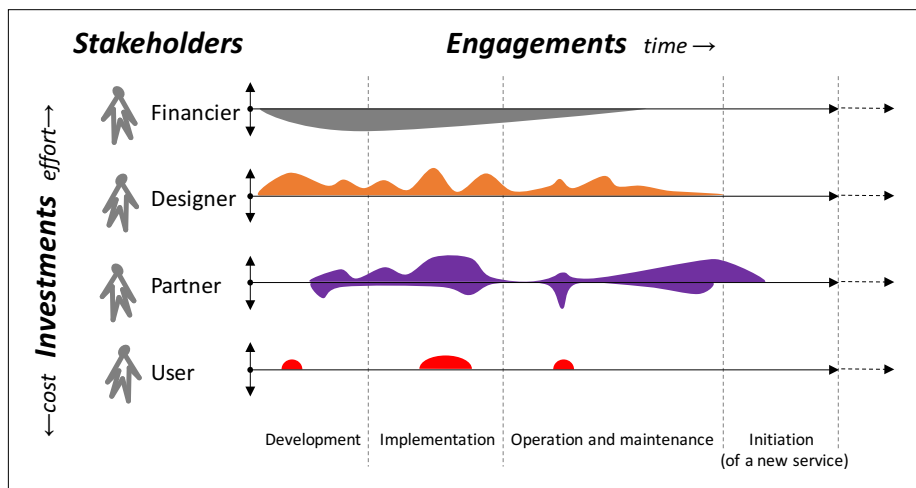 Stakeholders
Engagements time →
←cost Investments effort→
Financier
Designer
Partner
User
Development
Implementation
Operation and maintenance
Initiation
(of a new service)